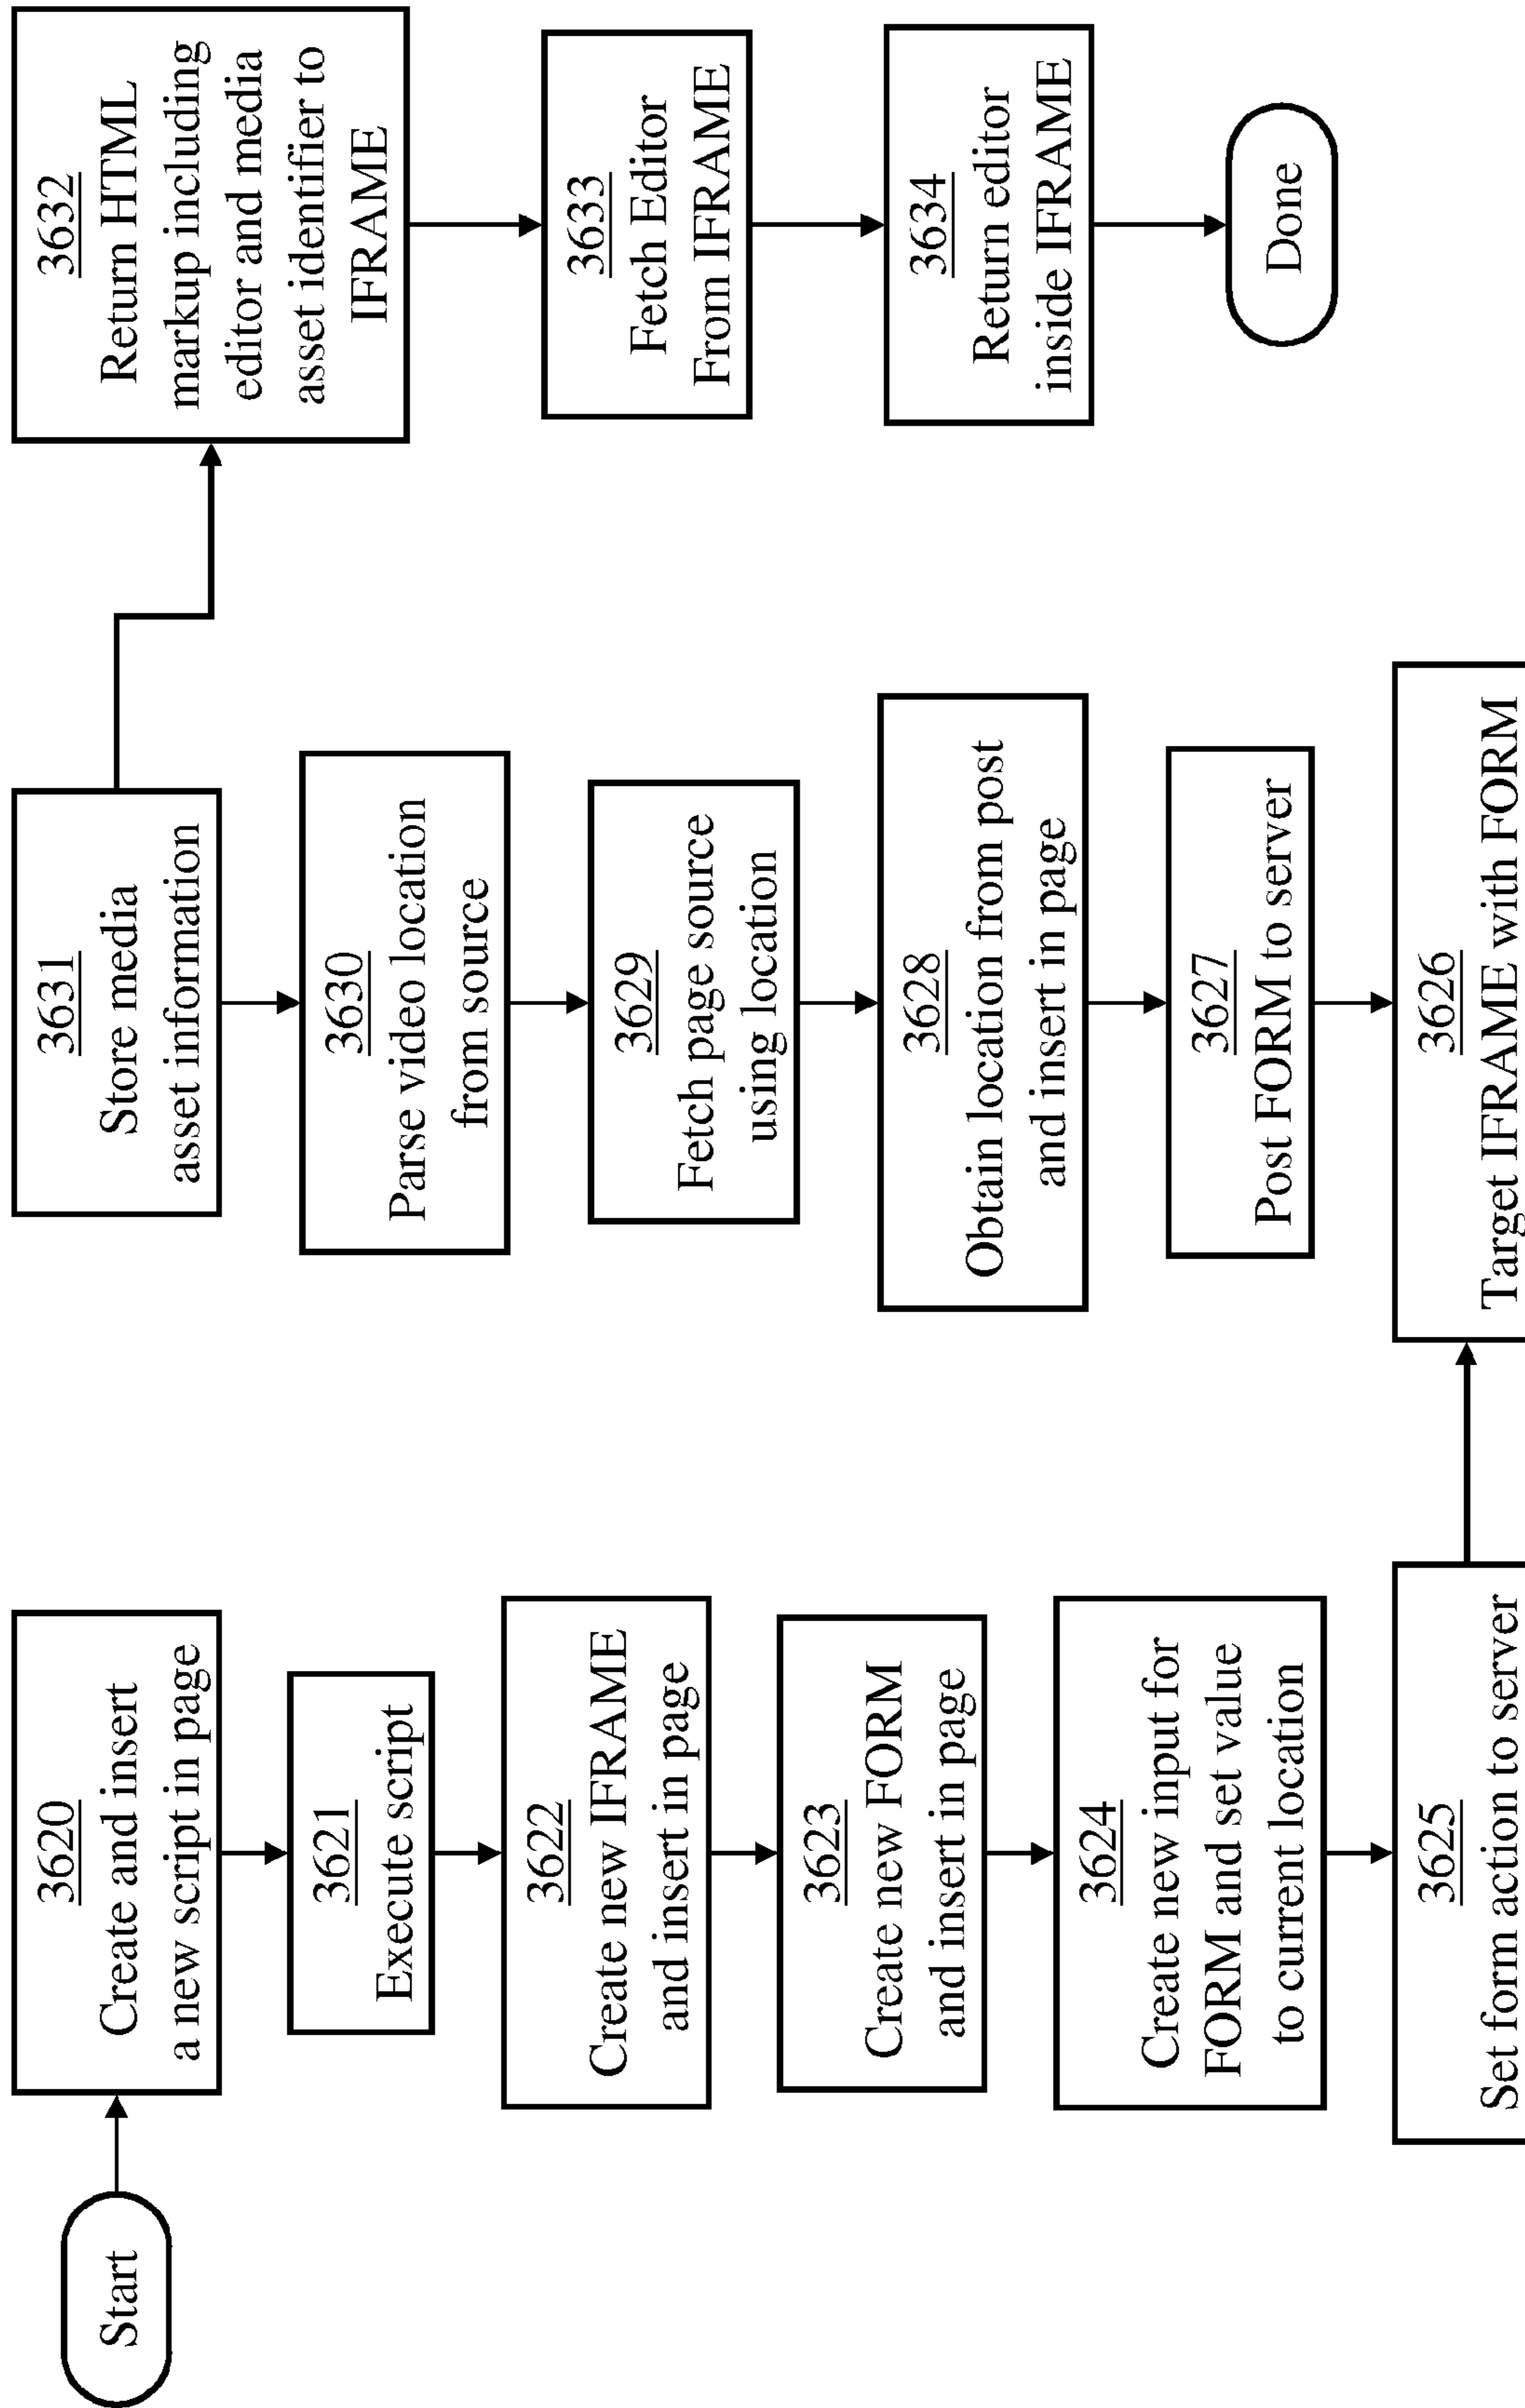 Start
3620
Create and insert
a new script in page
3621
Execute script
3622
Create new IFRAME
and insert in page
3623
Create new FORM
and insert in page
3624
Create new input for
FORM and set value
to current location
3625
Set form action to server
3626
Target IFRAME with FORM
3627
Post FORM to server
3628
Obtain location from post
and insert in page
3629
Fetch page source
using location
3630
Parse video location
from source
3631
Store media
asset information
3632
Return HTML
markup including
editor and media
asset identifier to
IFRAME
3633
Fetch Editor
From IFRAME
3634
Return editor
inside IFRAME
Done